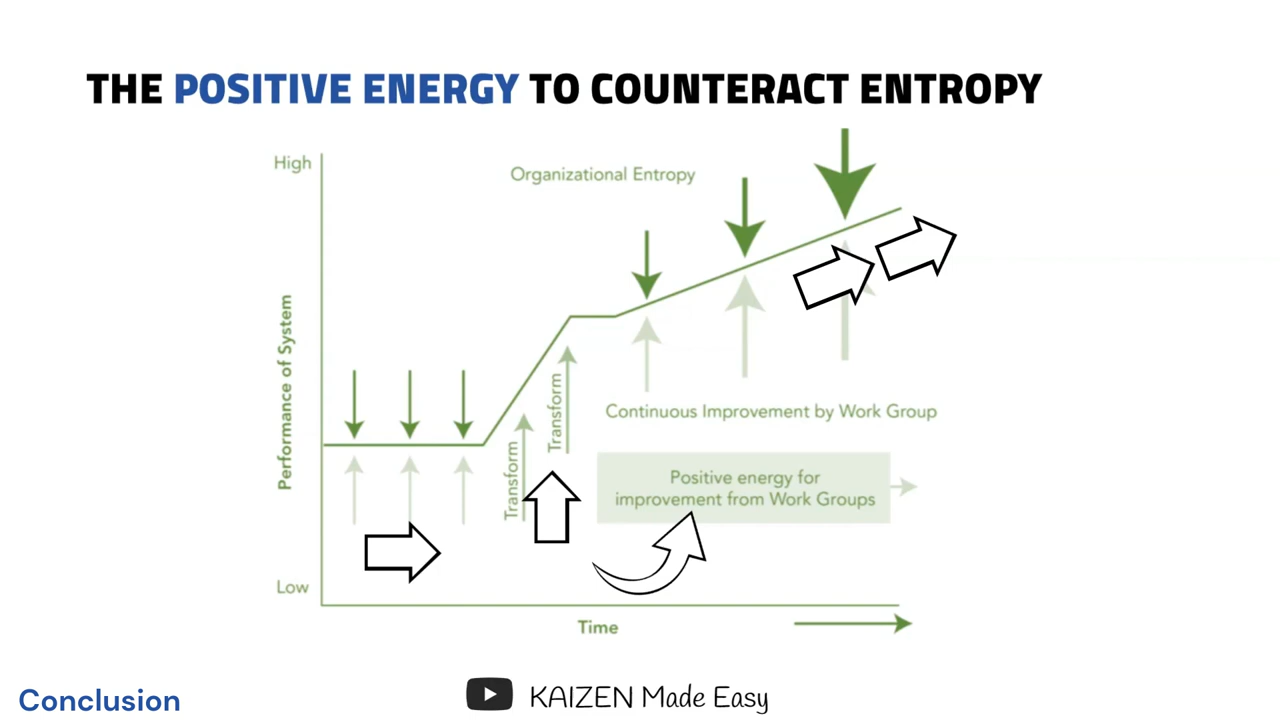 THE POSITIVE ENERGY TO COUNTERACT ENTROPY
High
Organizational Entropy
Performance of System
Transform
Transform
Continuous Improvement by Work Group
Positive energy for
improvement from Work Groups
Low
Time
Conclusion
KAIZEN Made Easy